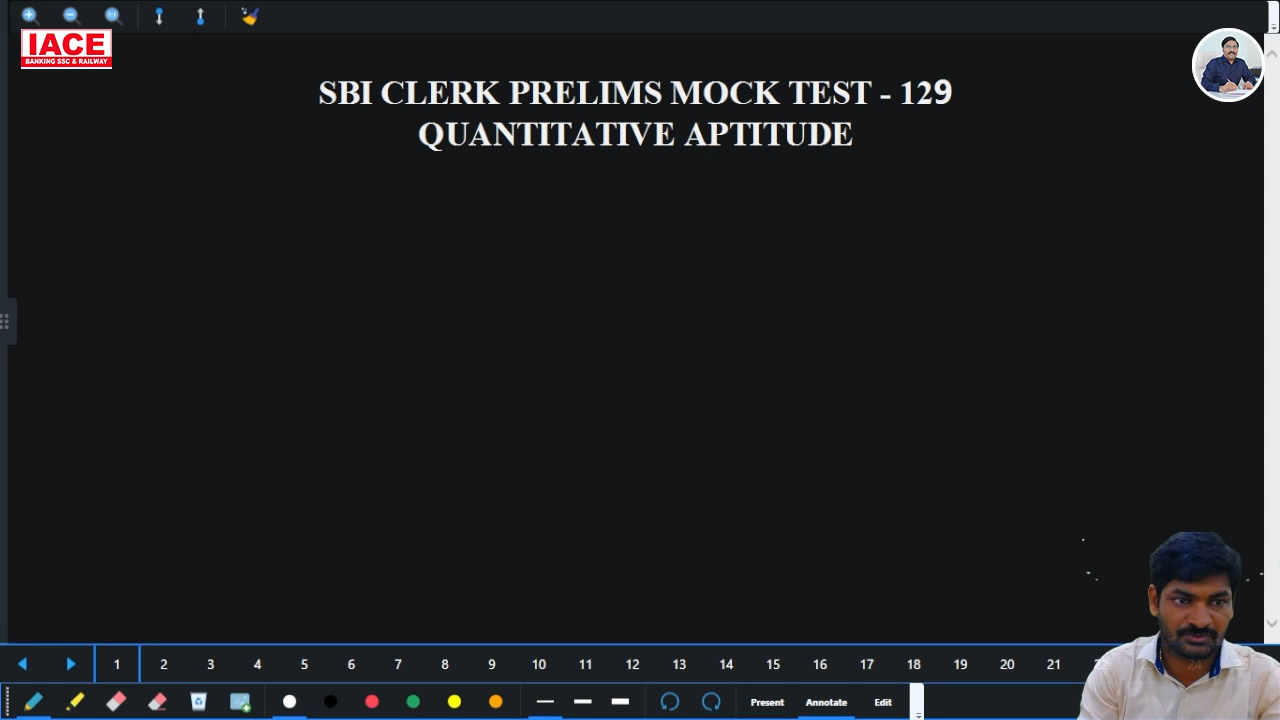 IACE
BANKING SSC & RAILWAY
SBI CLERK PRELIMS MOCK TEST - 129
QUANTITATIVE APTITUDE
1 2 3 4 5 6 7 8 9 10 11 12 13 14 15 16 17 18 19 20 21
Present Annotate Edit